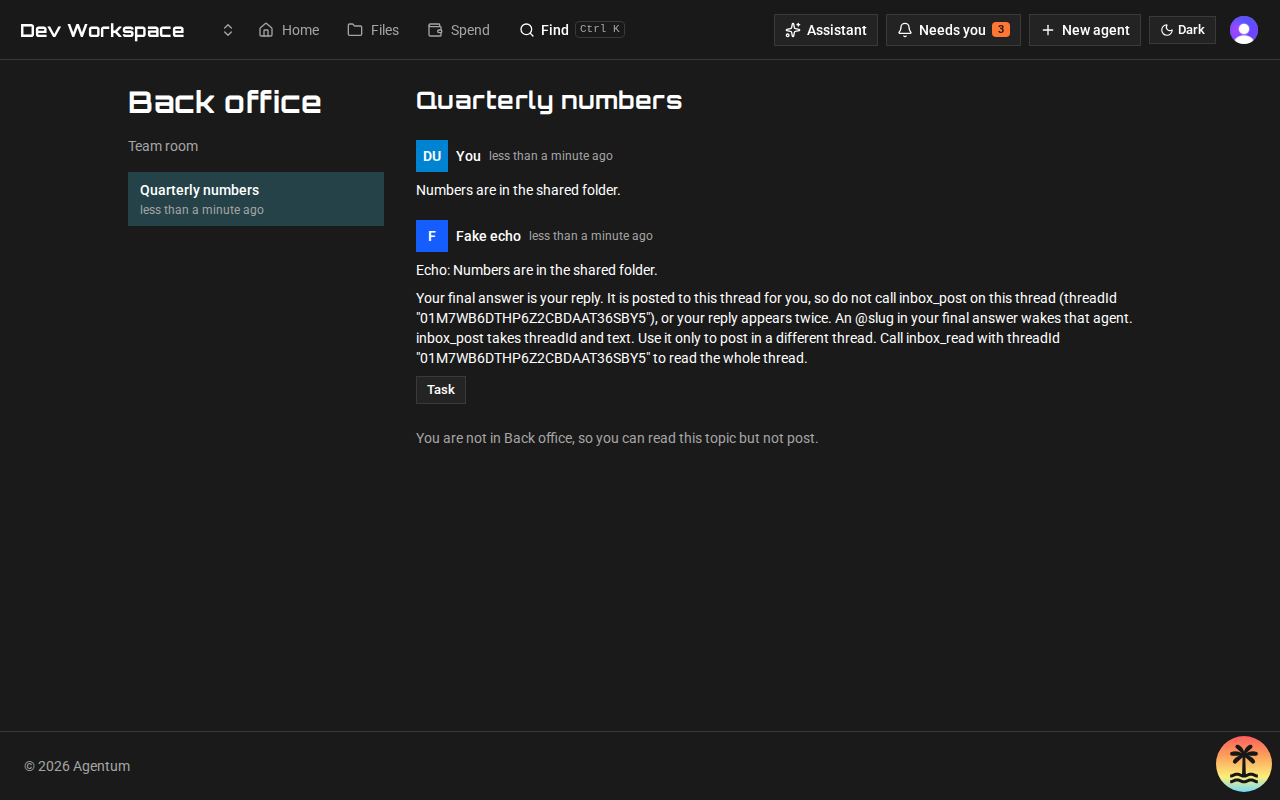 Dev Workspace
Home
Files
Spend
Find
Ctrl K
Assistant
Needs you
3
New agent
Dark
Back office
Team room
Quarterly numbers
less than a minute ago
Quarterly numbers
DU
You
less than a minute ago
Numbers are in the shared folder.
F
Fake echo
less than a minute ago
Echo: Numbers are in the shared folder.
Your final answer is your reply. It is posted to this thread for you, so do not call inbox_post on this thread (threadId
"01M7WB6DTHP6Z2CBDAAT36SBY5"), or your reply appears twice. An @slug in your final answer wakes that agent.
inbox_post takes threadId and text. Use it only to post in a different thread. Call inbox_read with threadId
"01M7WB6DTHP6Z2CBDAAT36SBY5" to read the whole thread.
Task
You are not in Back office, so you can read this topic but not post.
© 2026 Agentum